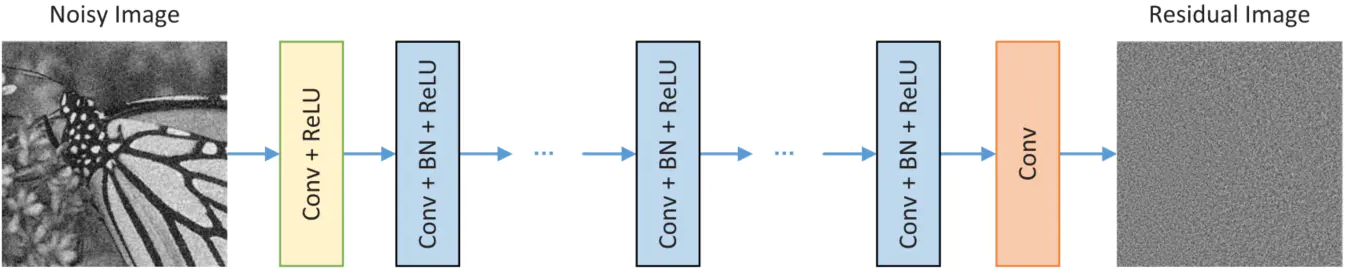 Noisy Image
Residual Image
Conv + ReLU
Conv + BN + ReLU
...
Conv + BN + ReLU
...
Conv + BN + ReLU
Conv